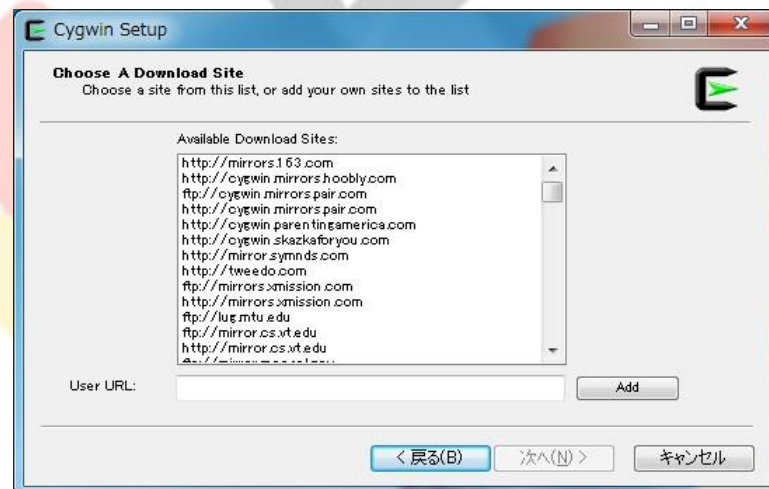 Cygwin Setup
Choose A Download Site
Choose a site from this list, or add your own sites to the list
Available Download Sites:
http://mirrors.163.com
http://cygwin.mirrors.hoobly.com
ftp://cygwin.mirrors.pair.com
http://cygwin.mirrors.pair.com
http://cygwin.parentingamerica.com
http://cygwin.skazkaforyou.com
http://mirror.symnds.com
http://tweedo.com
ftp://mirrors.xmission.com
http://mirrors.xmission.com
ftp://lug.mtu.edu
ftp://mirror.cs.vt.edu
http://mirror.cs.vt.edu
User URL:
Add
< 戻る(B) 次へ(N) > キャンセル